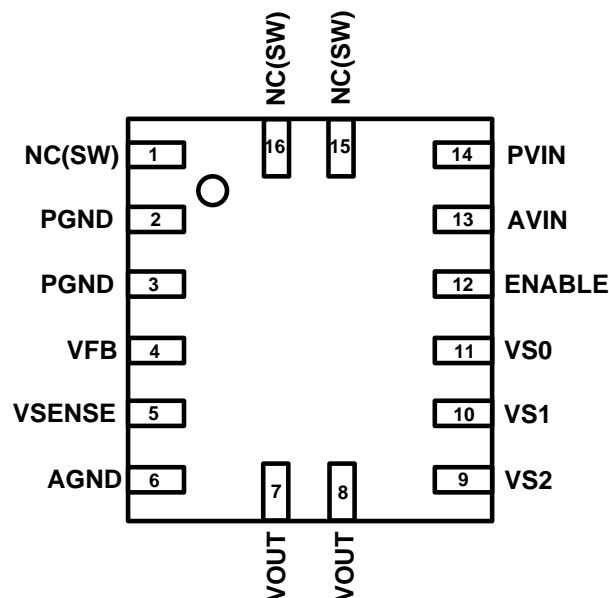 NC(SW)
NC(SW)
16
15
NC(SW)
1
14
PVIN
PGND
2
13
AVIN
PGND
3
12
ENABLE
VFB
4
11
VS0
VSENSE
5
10
VS1
AGND
6
9
VS2
7
8
VOUT
VOUT